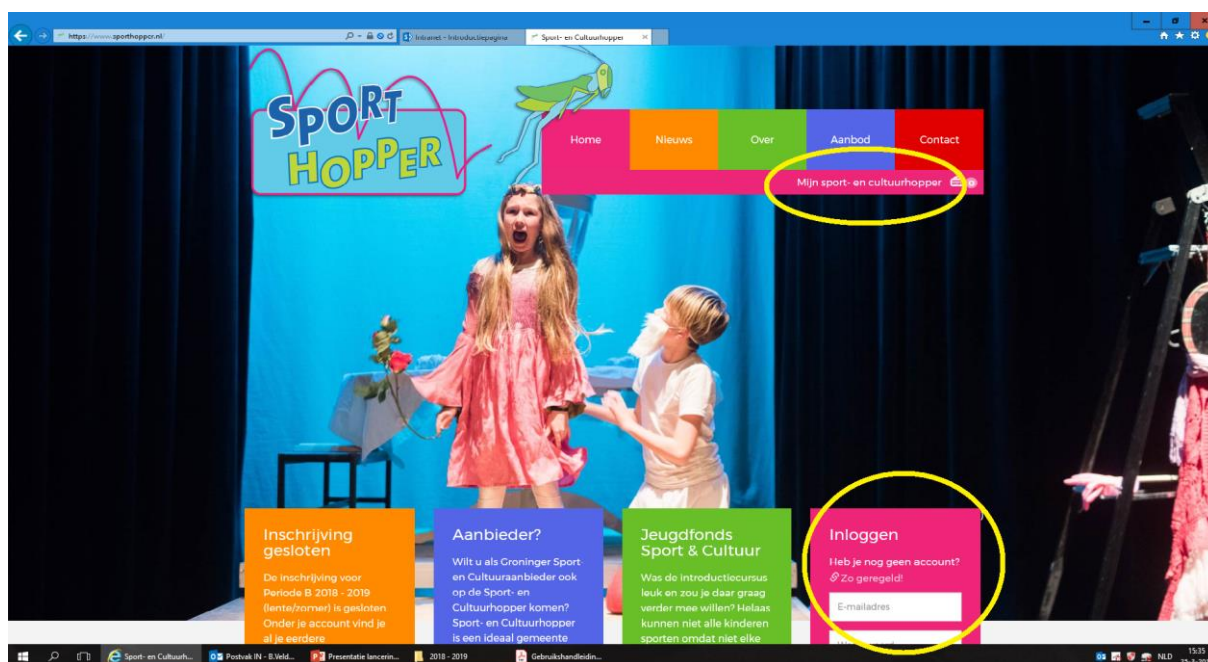 https://www.sporthopper.nl/
Intranet - Introductiepagina
Sport- en Cultuurhopper
SPORT
HOPPER
Home
Nieuws
Over
Aanbod
Contact
Mijn sport- en cultuurhopper
Inschrijving
gesloten
De inschrijving voor
Periode B 2018 - 2019
(lente/zomer) is gesloten
Onder je account vind je
al je eerdere
Aanbieder?
Wilt u als Groninger Sport
en Cultuuraanbieder ook
op de Sport- en
Cultuurhopper komen?
Sport- en Cultuurhopper
is een ideaal gemeente
Jeugdfonds
Sport & Cultuur
Was de introductiecursus
leuk en zou je daar graag
verder mee willen? Helaas
kunnen niet alle kinderen
sporten omdat niet elke
Inloggen
Heb je nog geen account?
Zo geregeld!
E-mailadres
Sport- en Cultuurh...
Postvak IN - B.Veld...
Presentatie lancerin...
2018 - 2019
Gebruikshandleidin...
NLD
15:35